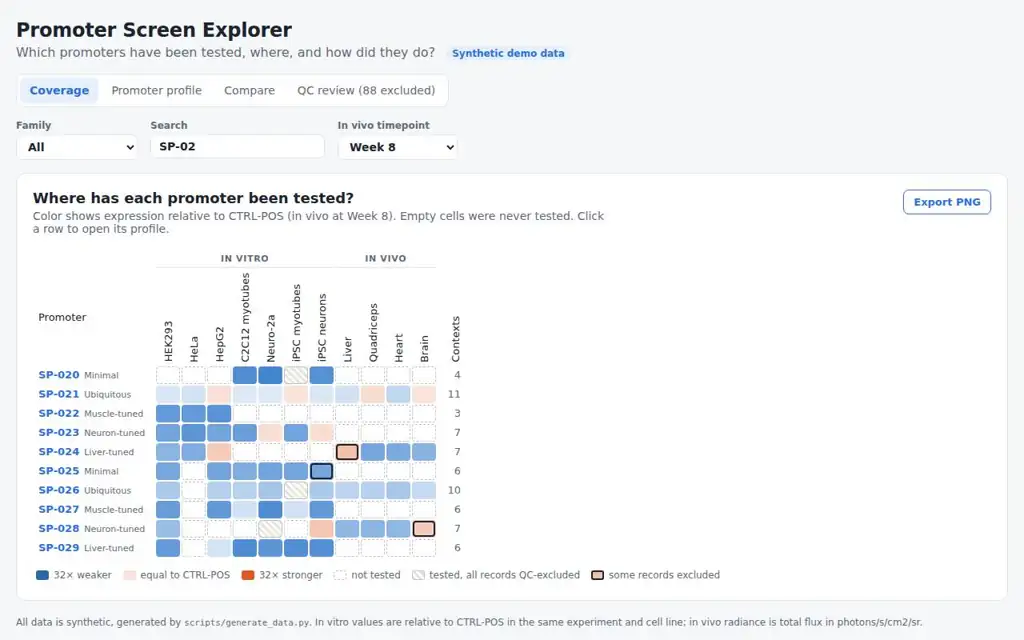 Promoter Screen Explorer
Which promoters have been tested, where, and how did they do? Synthetic demo data
Coverage Promoter profile Compare QC review (88 excluded)
Family Search In vivo timepoint
All SP-02 Week 8
Where has each promoter been tested?
Export PNG
Color shows expression relative to CTRL-POS (in vivo at Week 8). Empty cells were never tested. Click
a row to open its profile.
IN VITRO IN VIVO
Promoter HEK293 HeLa HepG2 C2C12 myotubes Neuro-2a iPSC myotubes iPSC neurons Liver Quadriceps Heart Brain Contexts
SP-020 Minimal 4
SP-021 Ubiquitous 11
SP-022 Muscle-tuned 3
SP-023 Neuron-tuned 7
SP-024 Liver-tuned 7
SP-025 Minimal 6
SP-026 Ubiquitous 10
SP-027 Muscle-tuned 6
SP-028 Neuron-tuned 7
SP-029 Liver-tuned 6
32× weaker equal to CTRL-POS 32× stronger not tested tested, all records QC-excluded some records excluded
All data is synthetic, generated by scripts/generate_data.py. In vitro values are relative to CTRL-POS in the same experiment and cell line; in vivo radiance is total flux in photons/s/cm2/sr.